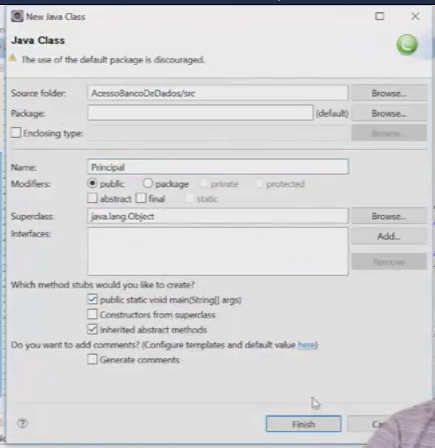 New Java Class
Java Class
The use of the default package is discouraged.
Source folder: AcessoBancoDeDados/src Browse...
Package: (default) Browse...
Enclosing type: Browse...
Name: Principal
Modifiers: public package private protected
abstract final static
Superclass: java.lang.Object Browse...
Interfaces: Add...
Remove
Which method stubs would you like to create?
public static void main(String[] args)
Constructors from superclass
Inherited abstract methods
Do you want to add comments? (Configure templates and default value here)
Generate comments
Finish